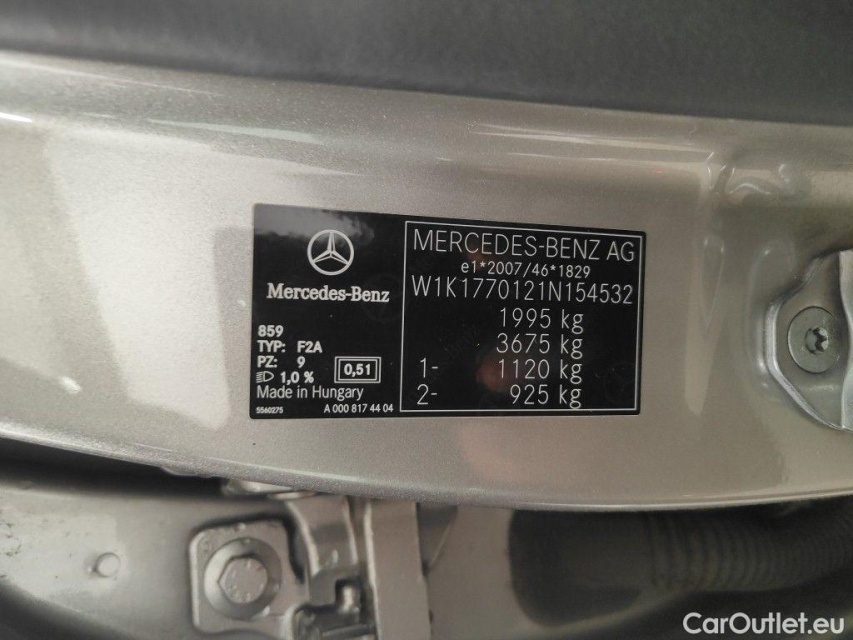 Mercedes-Benz
859
TYP: F2A
PZ: 9
1,0 %
0,51
Made in Hungary
5560275
A 000 817 44 04
MERCEDES-BENZ AG
e1*2007/46*1829
W1K1770121N154532
1995 kg
3675 kg
1- 1120 kg
2- 925 kg
CarOutlet.eu